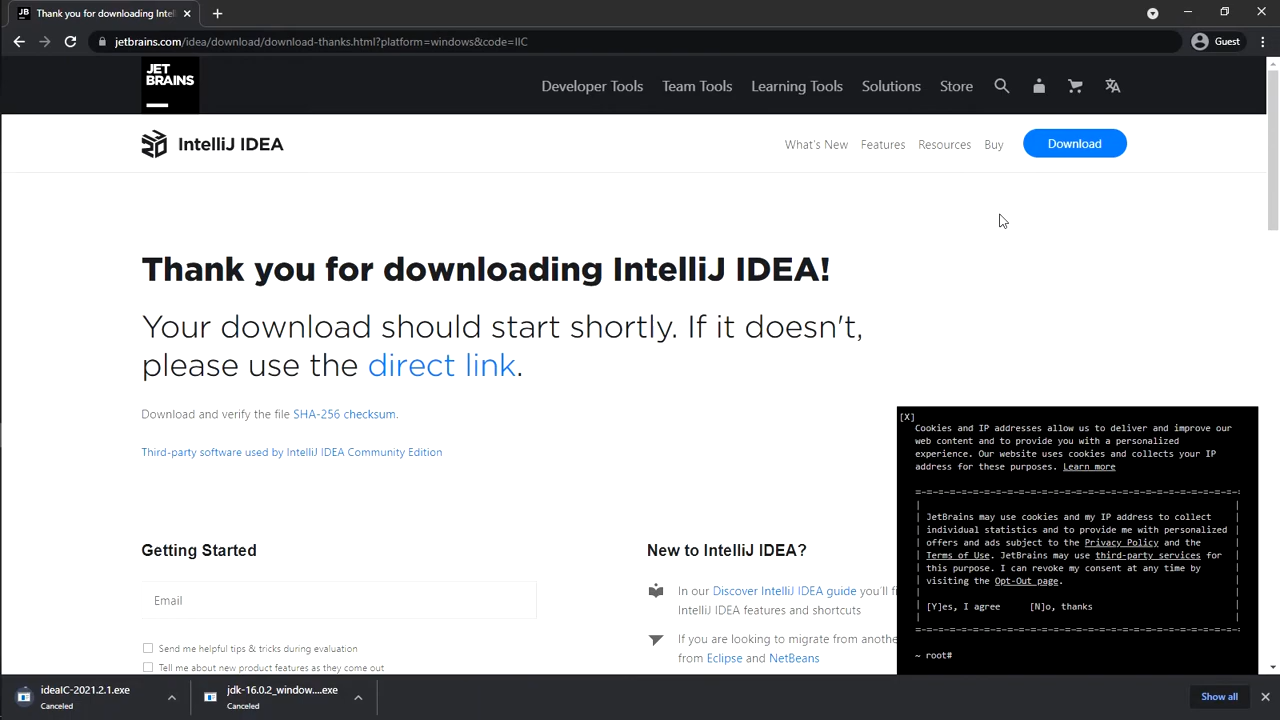 Thank you for downloading Intel
jetbrains.com/idea/download/download-thanks.html?platform=windows&code=IIC
Guest
JET
BRAINS
Developer Tools
Team Tools
Learning Tools
Solutions
Store
IntelliJ IDEA
What's New
Features
Resources
Buy
Download
Thank you for downloading IntelliJ IDEA!
Your download should start shortly. If it doesn't,
please use the direct link.
Download and verify the file SHA-256 checksum.
Third-party software used by IntelliJ IDEA Community Edition
Getting Started
Email
Send me helpful tips & tricks during evaluation
Tell me about new product features as they come out
New to IntelliJ IDEA?
In our Discover IntelliJ IDEA guide you'll
IntelliJ IDEA features and shortcuts
If you are looking to migrate from
from Eclipse and NetBeans
[X]
Cookies and IP addresses allow us to deliver and improve our
web content and to provide you with a personalized
experience. Our website uses cookies and collects your IP
address for these purposes. Learn more
JetBrains may use cookies and my IP address to collect
individual statistics and to provide me with personalized
offers and ads subject to the Privacy Policy and the
Terms of Use. JetBrains may use third-party services for
this purpose. I can revoke my consent at any time by
visiting the Opt-Out page.
[Y]es, I agree
[N]o, thanks
~ root#
ideaIC-2021.2.1.exe
Canceled
jdk-16.0.2_window....exe
Canceled
Show all